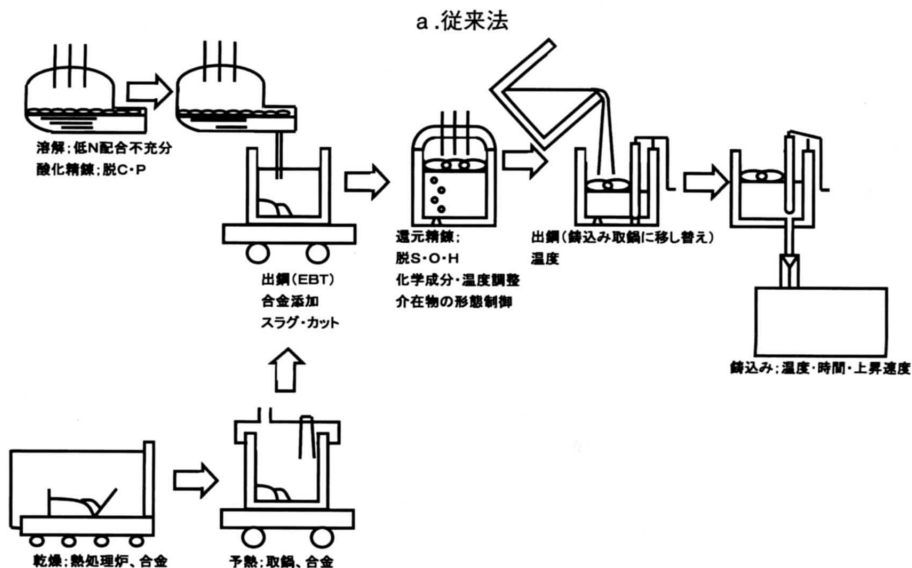 a.従来法
溶解;低N配合不充分
酸化精錬;脱C・P
出鋼(EBT)
合金添加
スラグ・カット
還元精錬;
脱S・O・H
化学成分・温度調整
介在物の形態制御
出鋼(鋳込み取鍋に移し替え)
温度
鋳込み;温度・時間・上昇速度
乾燥;熱処理炉、合金
予熱;取鍋、合金